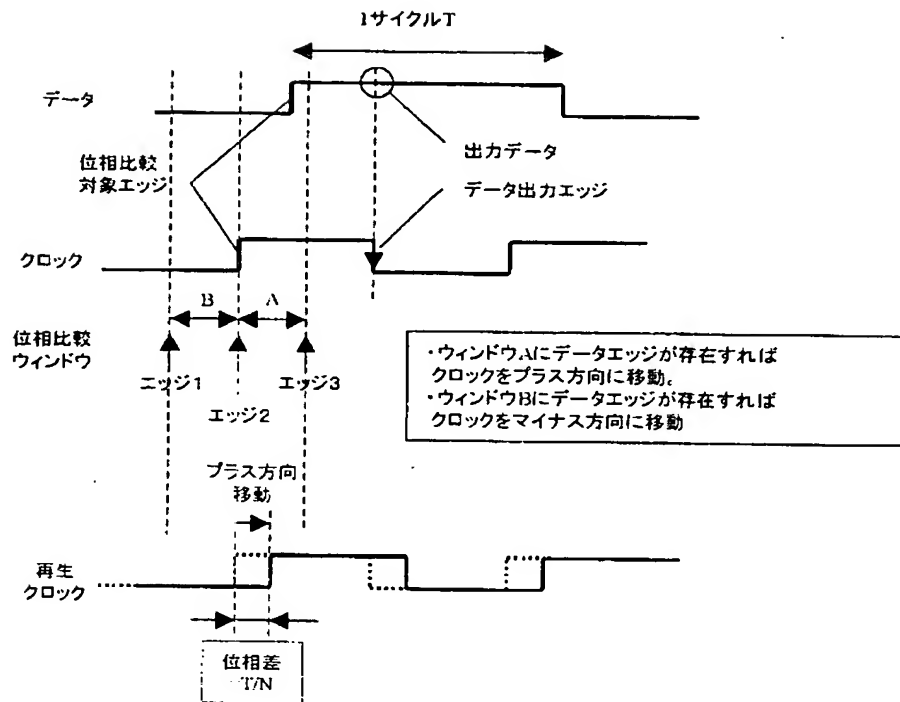 1サイクルT
データ
出力データ
位相比較
対象エッジ
データ出力エッジ
クロック
B
A
位相比較
ウィンドウ
エッジ1
エッジ2
エッジ3
・ウィンドウAにデータエッジが存在すれば
クロックをプラス方向に移動。
・ウィンドウBにデータエッジが存在すれば
クロックをマイナス方向に移動
プラス方向
移動
再生
クロック
位相差
T/N